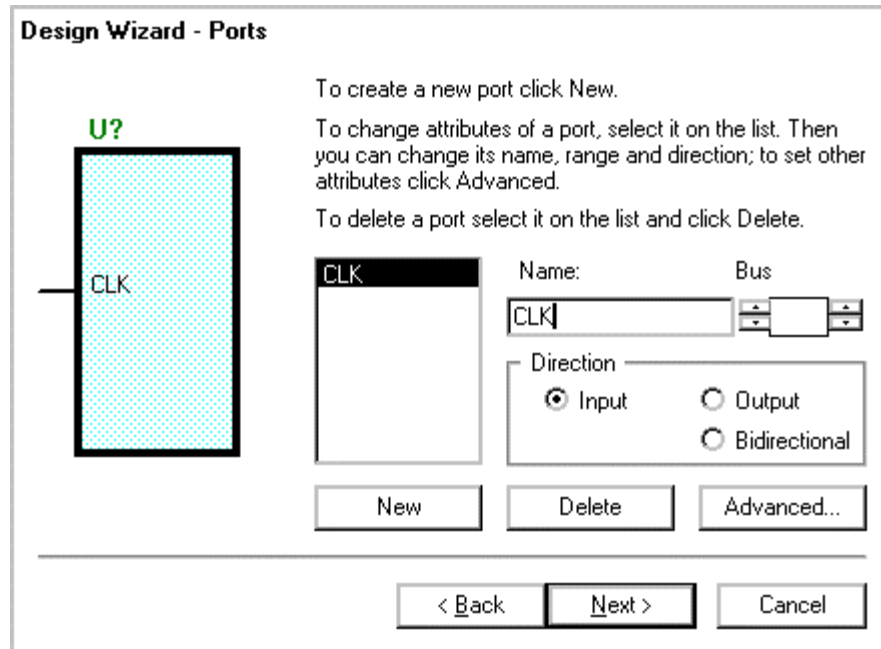 Design Wizard - Ports
To create a new port click New.
U?
To change attributes of a port, select it on the list. Then
you can change its name, range and direction; to set other
attributes click Advanced.
To delete a port select it on the list and click Delete.
CLK
CLK
Name:
Bus
CLK
Direction
Input
Output
Bidirectional
New
Delete
Advanced...
< Back
Next >
Cancel